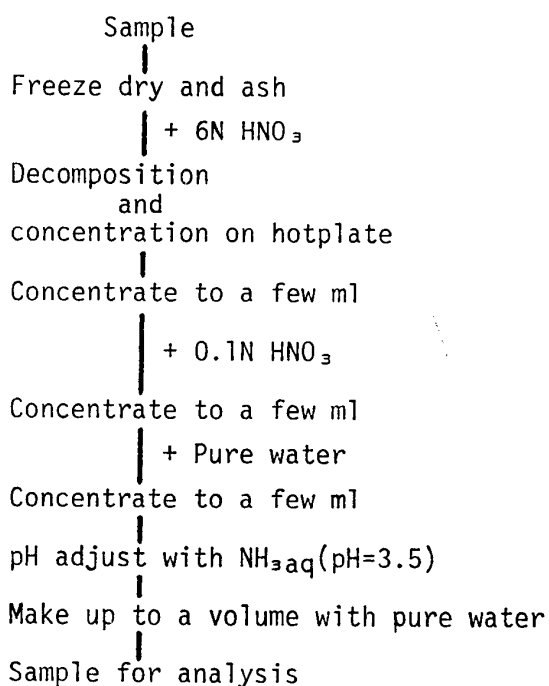 Sample
Freeze dry and ash
+ 6N HNO₃
Decomposition
and
concentration on hotplate
Concentrate to a few ml
+ 0.1N HNO₃
Concentrate to a few ml
+ Pure water
Concentrate to a few ml
pH adjust with NH₃aq(pH=3.5)
Make up to a volume with pure water
Sample for analysis